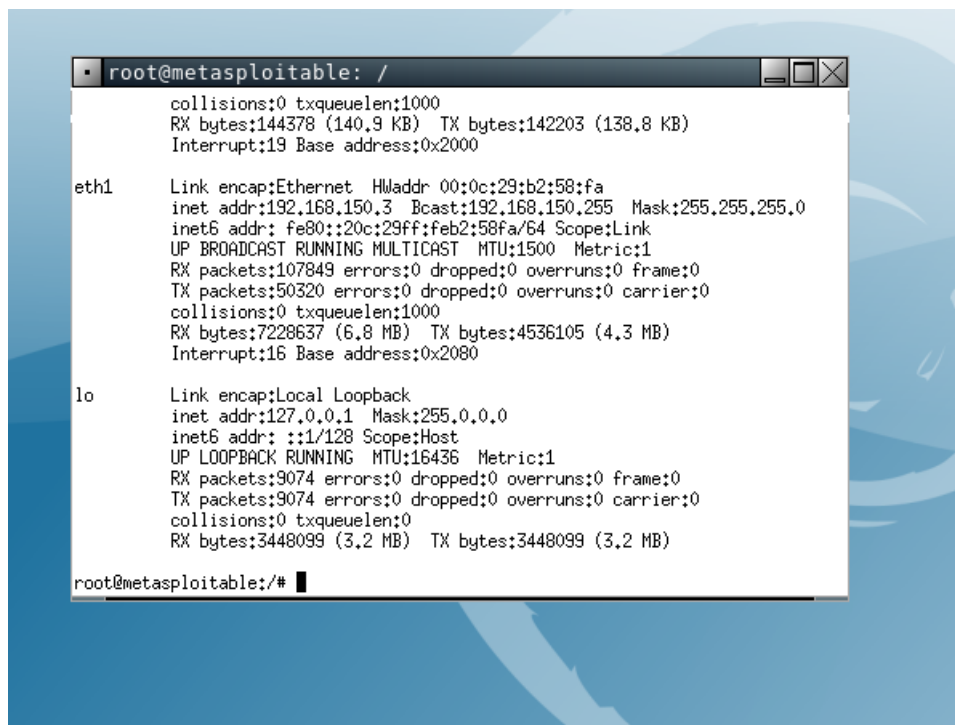 root@metasploitable: /
collisions:0 txqueuelen:1000
RX bytes:144378 (140.9 KB)  TX bytes:142203 (138.8 KB)
Interrupt:19 Base address:0x2000
eth1      Link encap:Ethernet  HWaddr 00:0c:29:b2:58:fa
inet addr:192.168.150.3  Bcast:192.168.150.255  Mask:255.255.255.0
inet6 addr: fe80::20c:29ff:feb2:58fa/64 Scope:Link
UP BROADCAST RUNNING MULTICAST  MTU:1500  Metric:1
RX packets:107849 errors:0 dropped:0 overruns:0 frame:0
TX packets:50320 errors:0 dropped:0 overruns:0 carrier:0
collisions:0 txqueuelen:1000
RX bytes:7228637 (6.8 MB)  TX bytes:4536105 (4.3 MB)
Interrupt:16 Base address:0x2080
lo        Link encap:Local Loopback
inet addr:127.0.0.1  Mask:255.0.0.0
inet6 addr: ::1/128 Scope:Host
UP LOOPBACK RUNNING  MTU:16436  Metric:1
RX packets:9074 errors:0 dropped:0 overruns:0 frame:0
TX packets:9074 errors:0 dropped:0 overruns:0 carrier:0
collisions:0 txqueuelen:0
RX bytes:3448099 (3.2 MB)  TX bytes:3448099 (3.2 MB)
root@metasploitable:/#